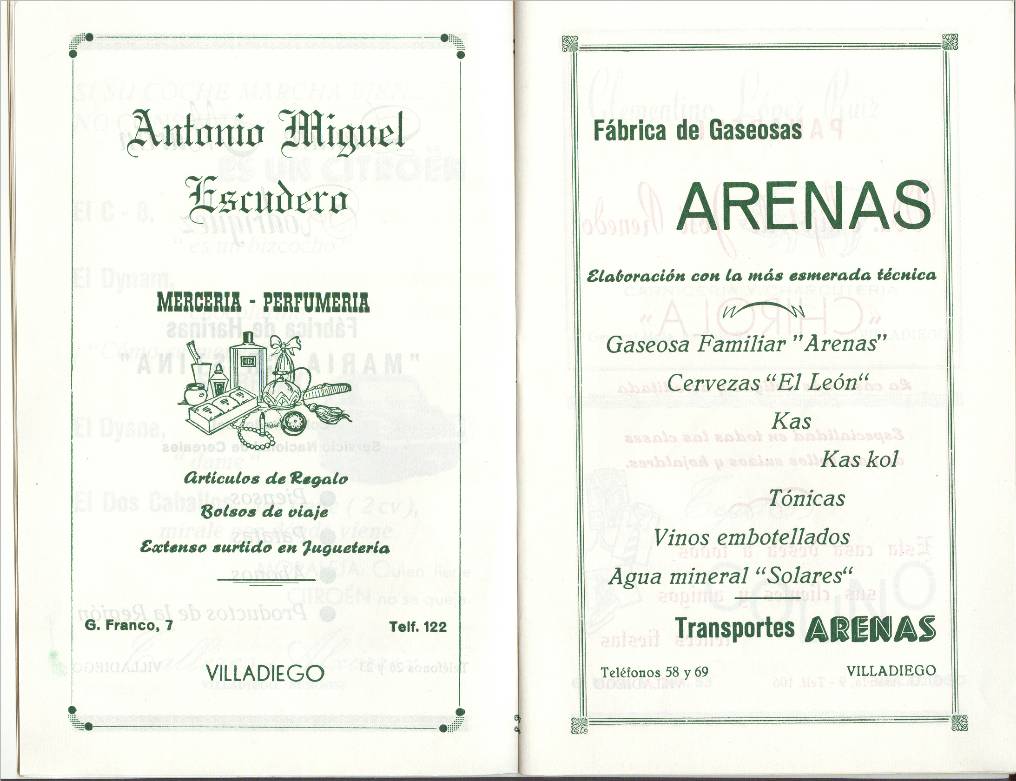 Antonio Miguel
Escudero
MERCERIA - PERFUMERIA
Artículos de Regalo
Bolsos de viaje
Extenso surtido en Juguetería
G. Franco, 7
Telf. 122
VILLADIEGO
Fábrica de Gaseosas
ARENAS
Elaboración con la más esmerada técnica
Gaseosa Familiar "Arenas"
Cervezas "El León"
Kas
Kas kol
Tónicas
Vinos embotellados
Agua mineral "Solares"
Transportes ARENAS
Teléfonos 58 y 69
VILLADIEGO